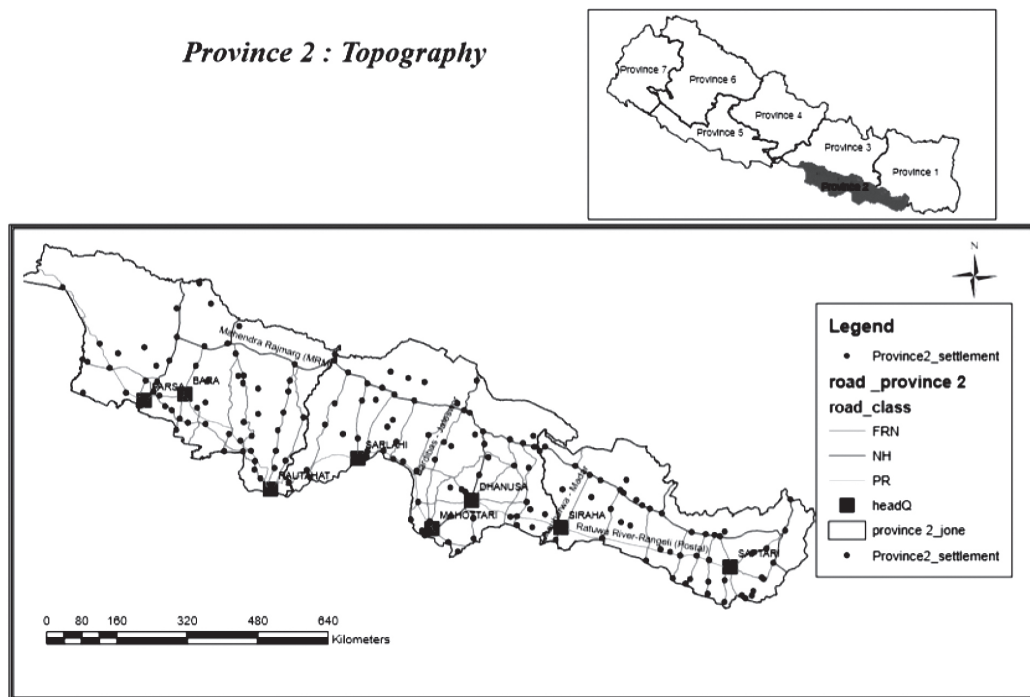 Province 2 : Topography
Province 7
Province 6
Province 4
Province 5
Province 3
Province 1
Province 2
N
Mahendra Rajmarg (MRM)
PARSA
BARA
SARLAHI
RAUTAHAT
DHANUSA
MAHOTTARI
SIRAHA
Ratuwa River-Rangeli (Postal)
SAPTARI
Legend
Province2_settlement
road _province 2
road_class
FRN
NH
PR
headQ
province 2_jone
Province2_settlement
0 80 160 320 480 640
Kilometers